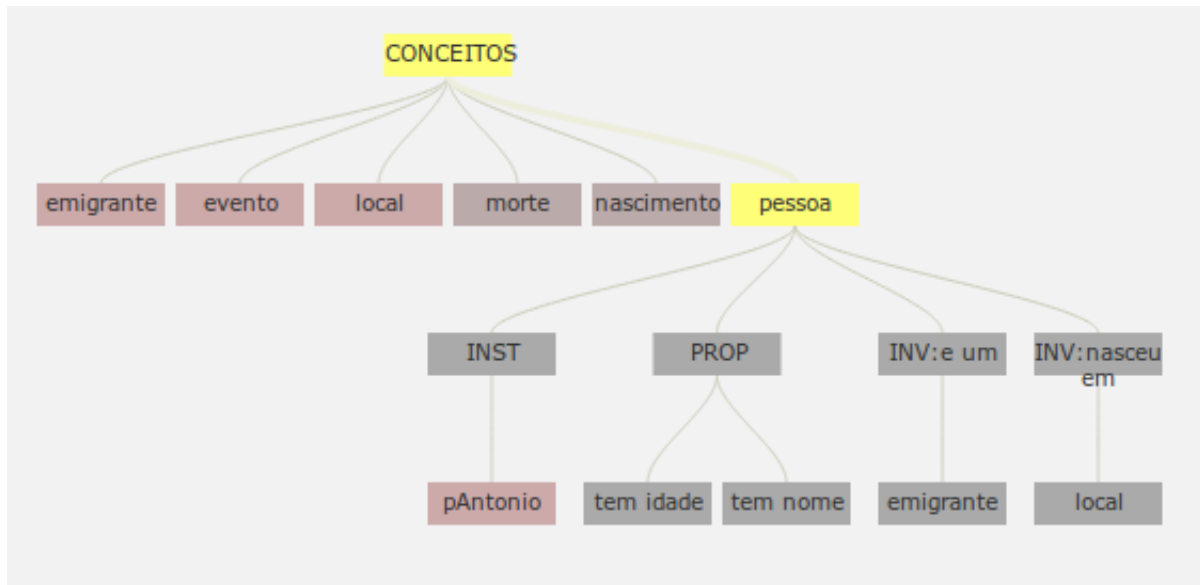 CONCEITOS
emigrante
evento
local
morte
nascimento
pessoa
INST
PROP
INV:e um
INV:nasceu
em
pAntonio
tem idade
tem nome
emigrante
local